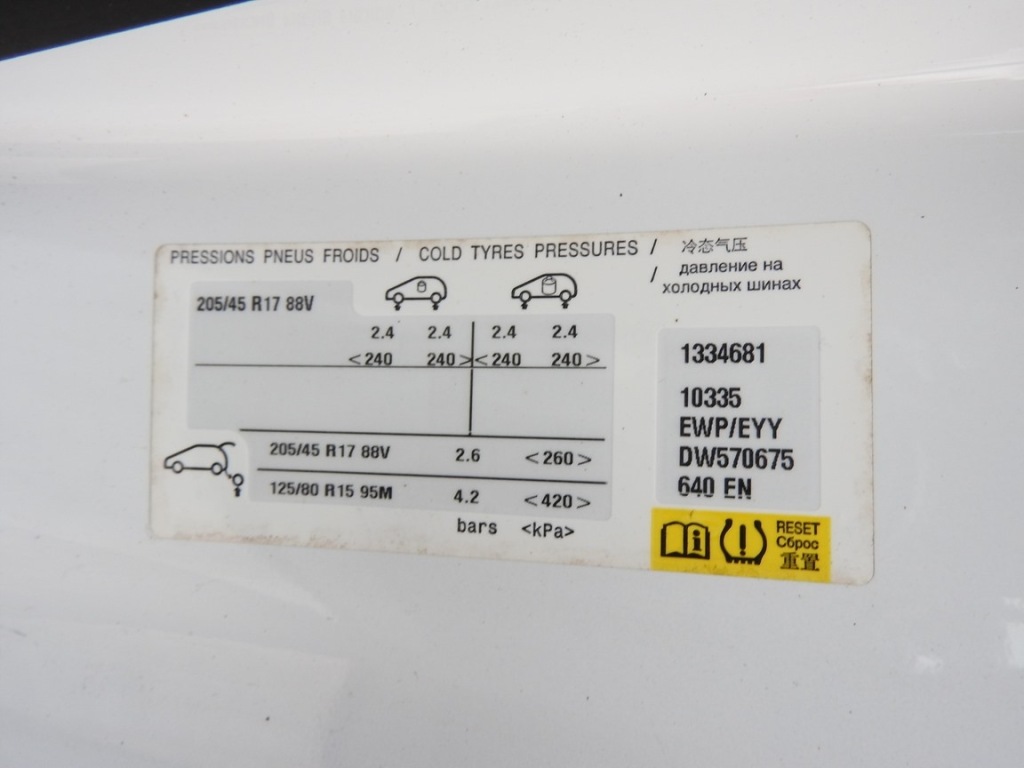 PRESSIONS PNEUS FROIDS / COLD TYRES PRESSURES / 冷态气压
/ давление на
холодных шинах
205/45 R17 88V
2.4 2.4 2.4 2.4
<240 240> <240 240>
205/45 R17 88V 2.6 <260>
125/80 R15 95M 4.2 <420>
bars <kPa>
1334681
10335
EWP/EYY
DW570675
640 EN
RESET
Сброс
重置